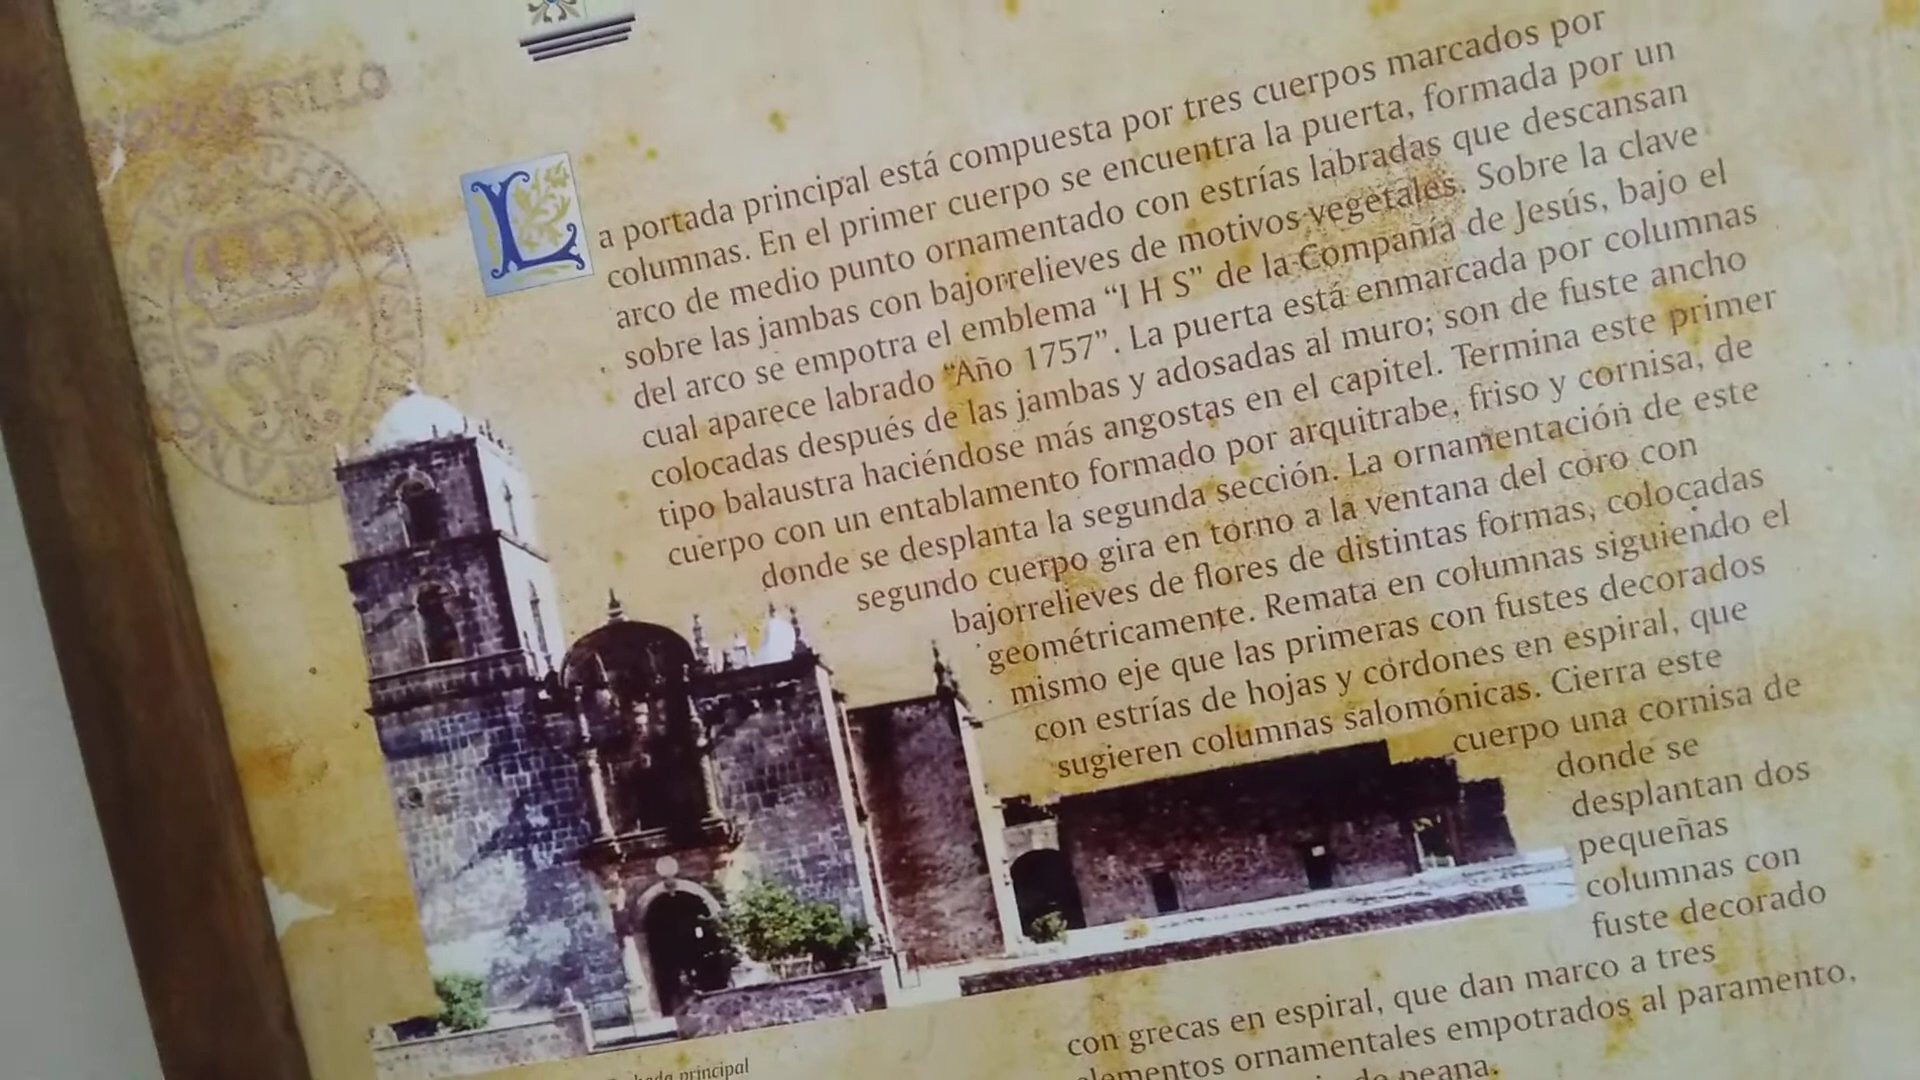 La portada principal está compuesta por tres cuerpos marcados por
columnas. En el primer cuerpo se encuentra la puerta, formada por un
arco de medio punto ornamentado con estrías labradas que descansan
sobre las jambas con bajorrelieves de motivos vegetales. Sobre la clave
del arco se empotra el emblema “I H S” de la Compañía de Jesús, bajo el
cual aparece labrado “Año 1757”. La puerta está enmarcada por columnas
colocadas después de las jambas y adosadas al muro; son de fuste ancho
tipo balaustra haciéndose más angostas en el capitel. Termina este primer
cuerpo con un entablamento formado por arquitrabe, friso y cornisa, de
donde se desplanta la segunda sección. La ornamentación de este
segundo cuerpo gira en torno a la ventana del coro con
bajorrelieves de flores de distintas formas, colocadas
geométricamente. Remata en columnas siguiendo el
mismo eje que las primeras con fustes decorados
con estrías de hojas y cordones en espiral, que
sugieren columnas salomónicas. Cierra este
cuerpo una cornisa de
donde se
desplantan dos
pequeñas
columnas con
fuste decorado
con grecas en espiral, que dan marco a tres
elementos ornamentales empotrados al paramento,
de peana.
principal